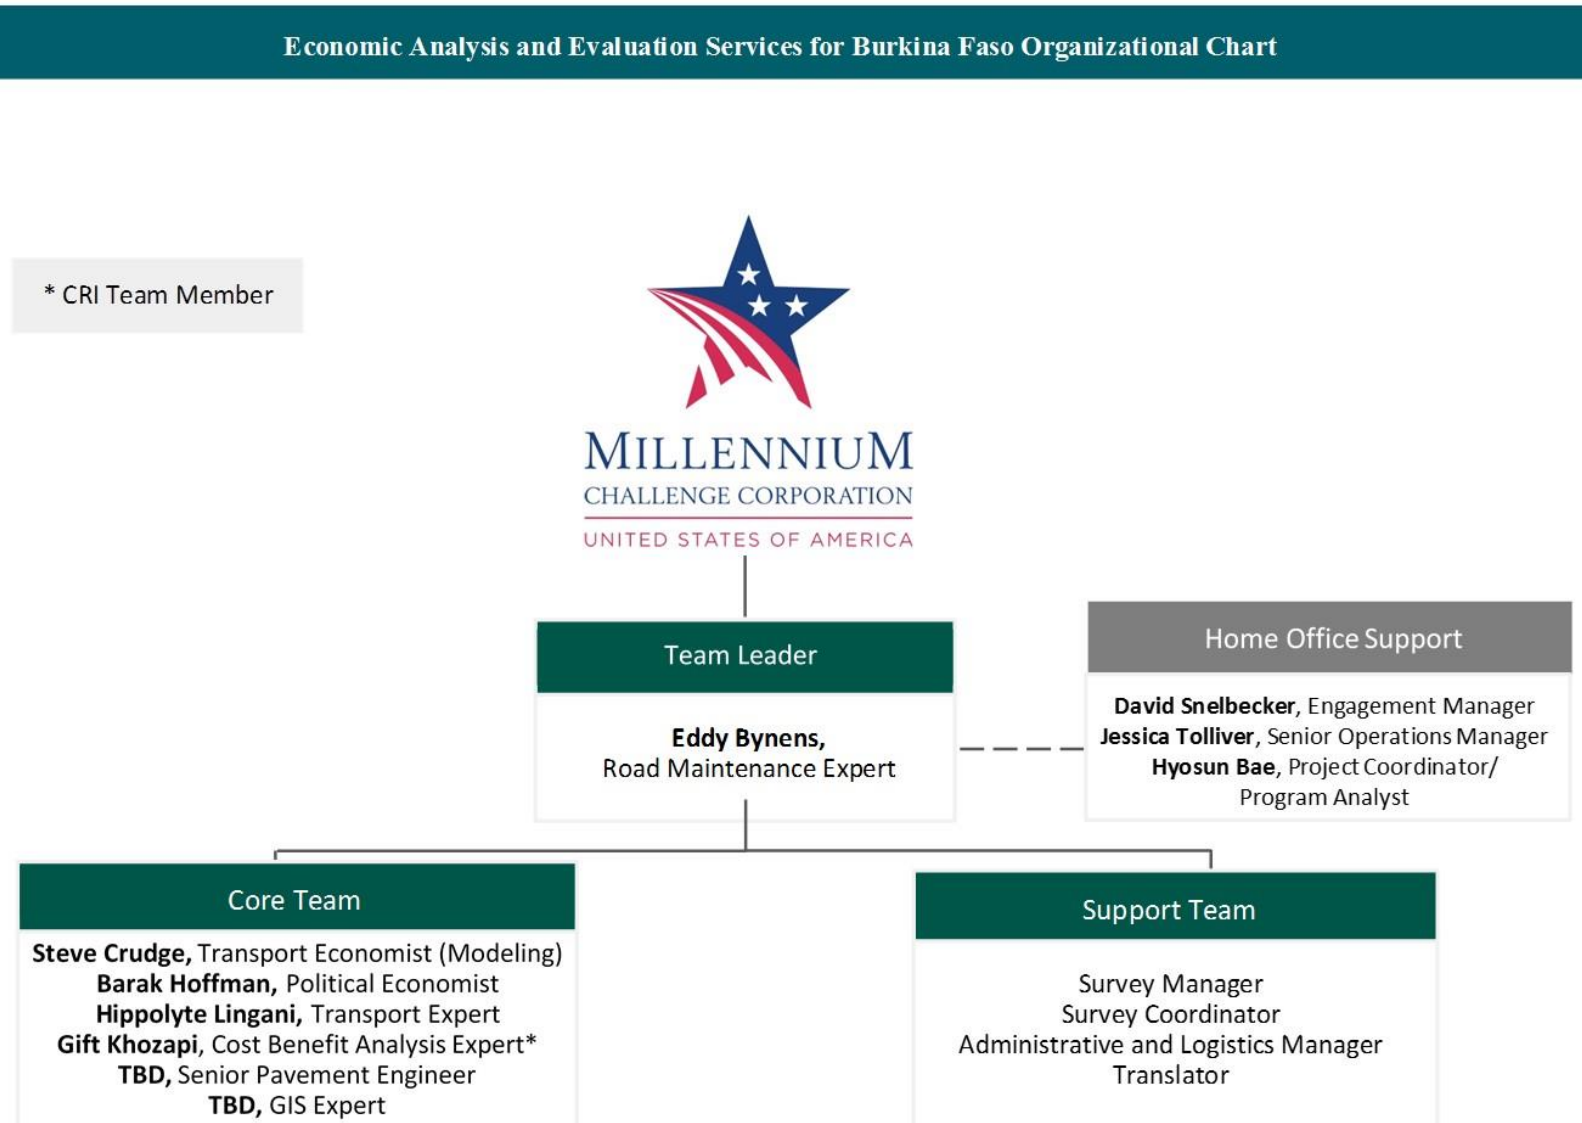 Economic Analysis and Evaluation Services for Burkina Faso Organizational Chart
* CRI Team Member
MILLENNIUM
CHALLENGE CORPORATION
UNITED STATES OF AMERICA
Team Leader
Eddy Bynens,
Road Maintenance Expert
Home Office Support
David Snelbecker, Engagement Manager
Jessica Tolliver, Senior Operations Manager
Hyosun Bae, Project Coordinator/
Program Analyst
Core Team
Steve Crudge, Transport Economist (Modeling)
Barak Hoffman, Political Economist
Hippolyte Lingani, Transport Expert
Gift Khozapi, Cost Benefit Analysis Expert*
TBD, Senior Pavement Engineer
TBD, GIS Expert
Support Team
Survey Manager
Survey Coordinator
Administrative and Logistics Manager
Translator